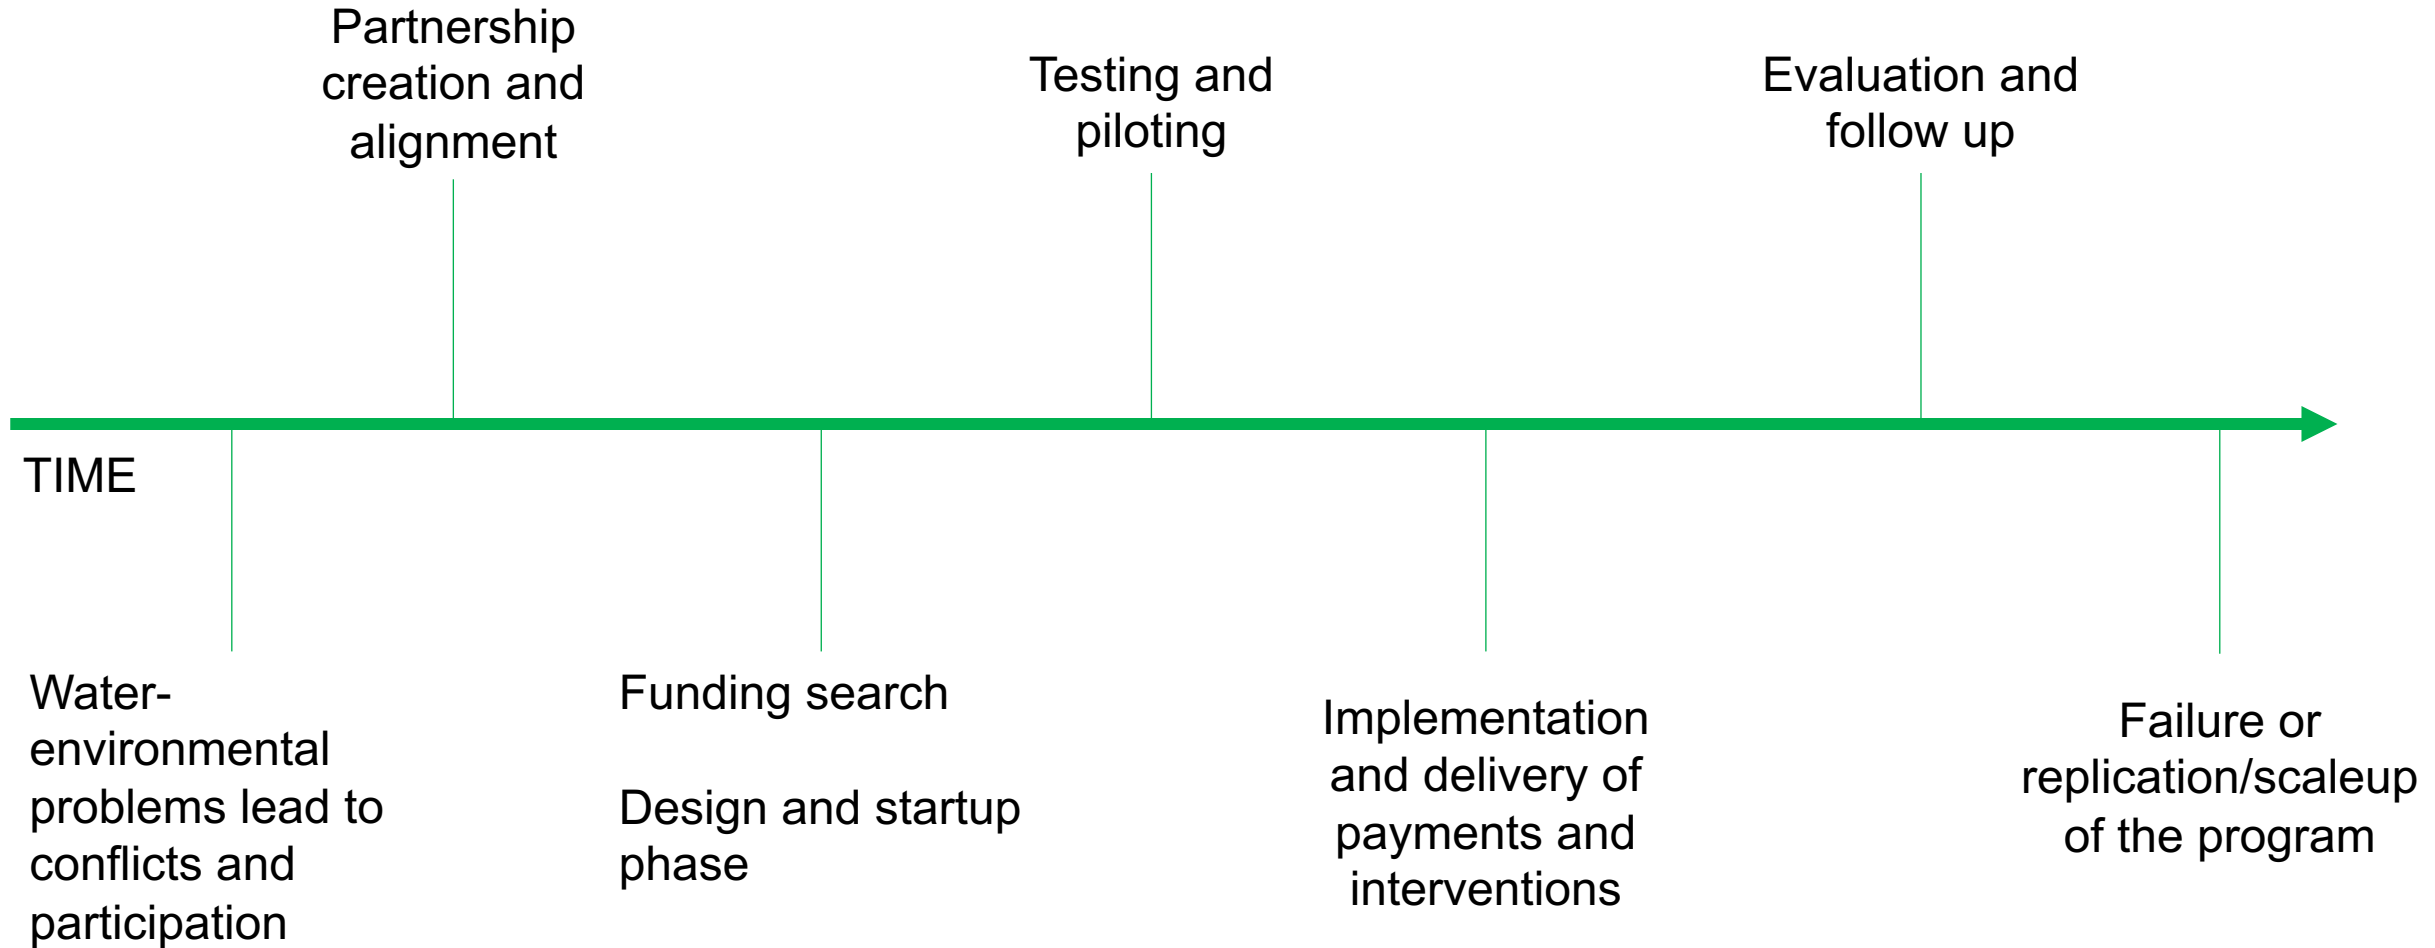 Partnership
creation and
alignment
Testing and
piloting
Evaluation and
follow up
TIME
Water-
environmental
problems lead to
conflicts and
participation
Funding search
Design and startup
phase
Implementation
and delivery of
payments and
interventions
Failure or
replication/scaleup
of the program